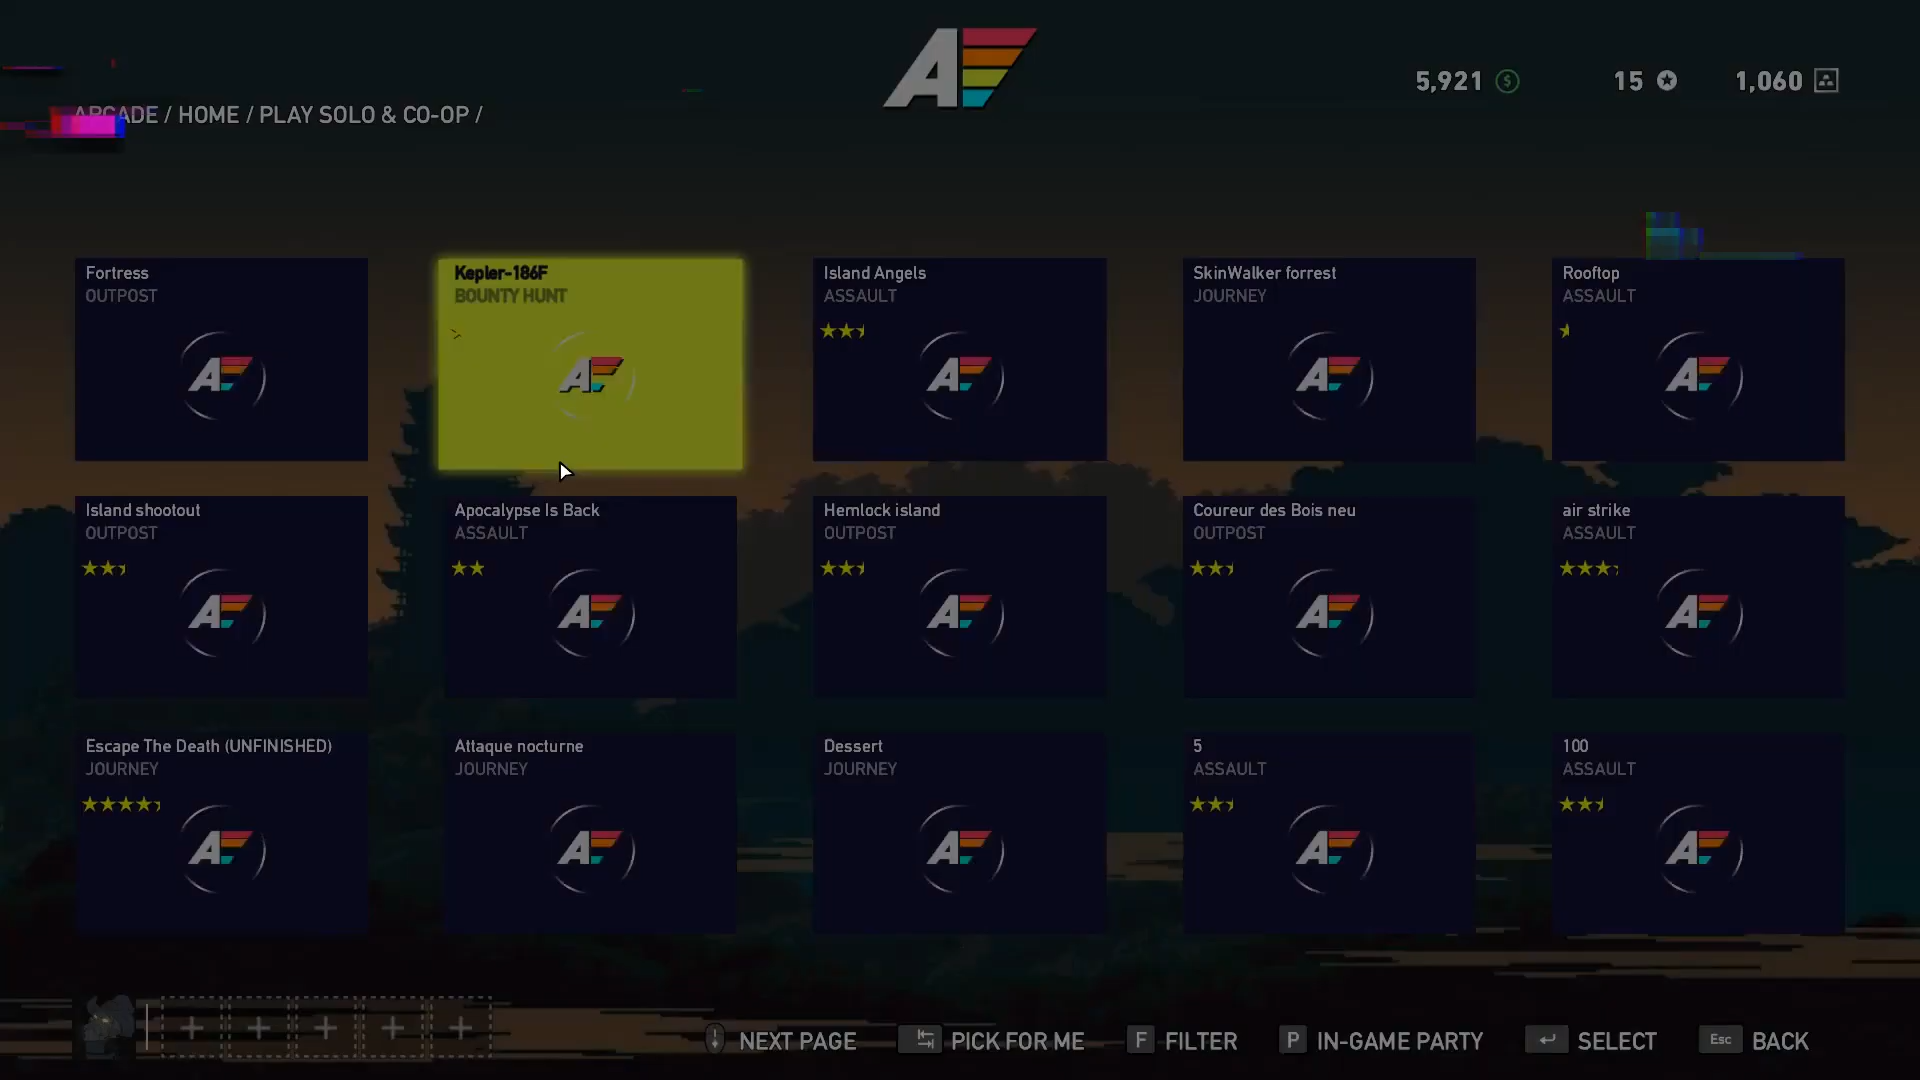 5,921 15 1,060
ARCADE / HOME / PLAY SOLO & CO-OP /
Fortress
OUTPOST
Kepler-186F
BOUNTY HUNT
Island Angels
ASSAULT
SkinWalker forrest
JOURNEY
Rooftop
ASSAULT
Island shootout
OUTPOST
Apocalypse Is Back
ASSAULT
Hemlock island
OUTPOST
Coureur des Bois neu
OUTPOST
air strike
ASSAULT
Escape The Death (UNFINISHED)
JOURNEY
Attaque nocturne
JOURNEY
Dessert
JOURNEY
5
ASSAULT
100
ASSAULT
NEXT PAGE PICK FOR ME F FILTER P IN-GAME PARTY SELECT Esc BACK